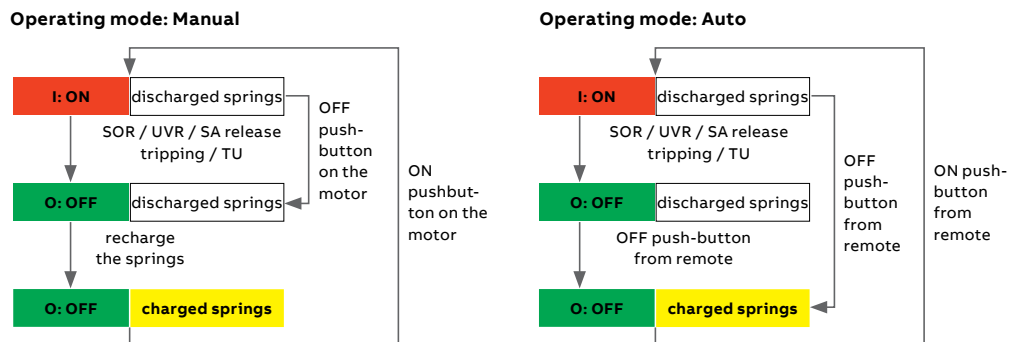 Operating mode: Manual
I: ON
discharged springs
SOR / UVR / SA release
tripping / TU
OFF
push-
button
on the
motor
O: OFF
discharged springs
recharge
the springs
ON
pushbut-
ton on the
motor
O: OFF
charged springs
Operating mode: Auto
I: ON
discharged springs
SOR / UVR / SA release
tripping / TU
O: OFF
discharged springs
OFF push-button
from remote
OFF
push-
button
from
remote
ON push-
button
from
remote
O: OFF
charged springs